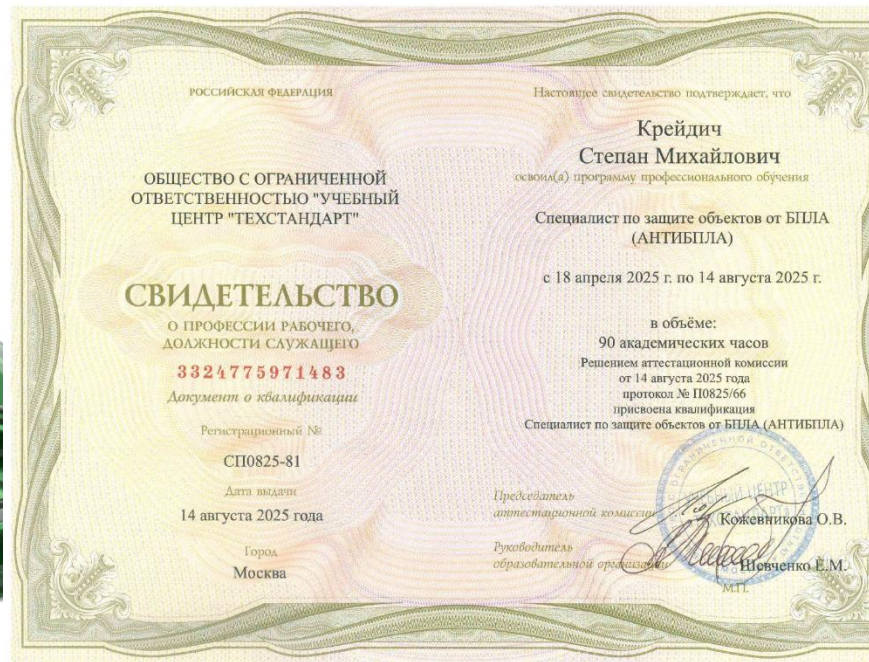 РОССИЙСКАЯ ФЕДЕРАЦИЯ
ОБЩЕСТВО С ОГРАНИЧЕННОЙ
ОТВЕТСТВЕННОСТЬЮ "УЧЕБНЫЙ
ЦЕНТР "ТЕХСТАНДАРТ"
СВИДЕТЕЛЬСТВО
О ПРОФЕССИИ РАБОЧЕГО,
ДОЛЖНОСТИ СЛУЖАЩЕГО
3324775971483
Документ о квалификации
Регистрационный №
СП0825-81
Дата выдачи
14 августа 2025 года
Город
Москва
Настоящее свидетельство подтверждает, что
Крейдич
Степан Михайлович
освоил(а) программу профессионального обучения
Специалист по защите объектов от БПЛА
(АНТИБПЛА)
с 18 апреля 2025 г. по 14 августа 2025 г.
в объёме:
90 академических часов
Решением аттестационной комиссии
от 14 августа 2025 года
протокол № П0825/66
присвоена квалификация
Специалист по защите объектов от БПЛА (АНТИБПЛА)
Председатель
аттестационной комиссии
Кожевникова О.В.
Руководитель
образовательной организации
Шевченко Е.М.
М.П.